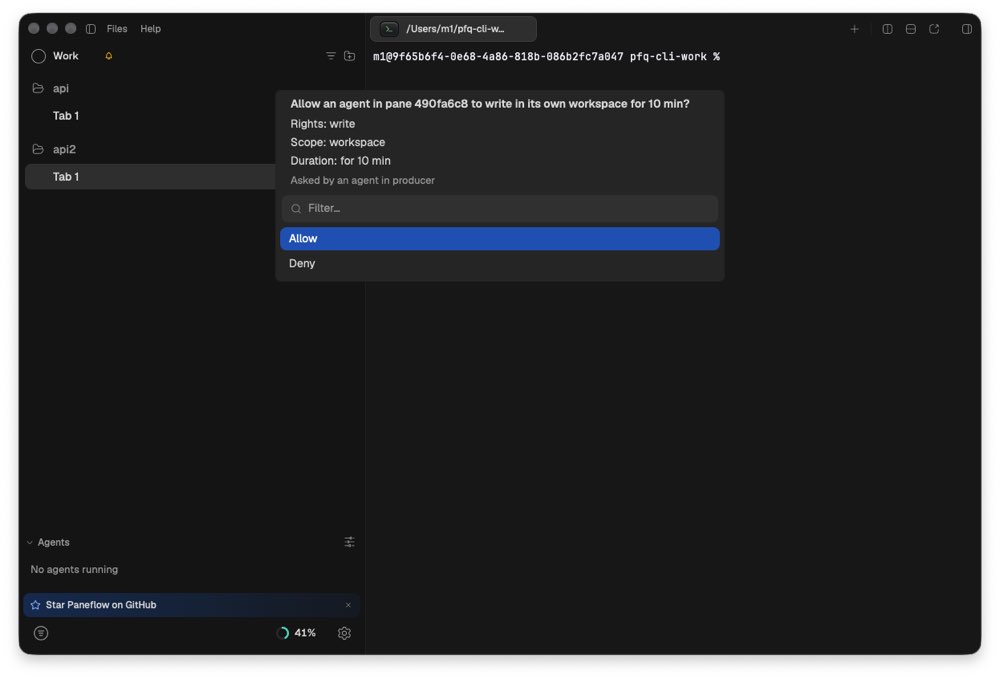 Files Help
/Users/m1/pfq-cli-w...
Work
m1@9f65b6f4-0e68-4a86-818b-086b2fc7a047 pfq-cli-work %
api
Tab 1
api2
Tab 1
Allow an agent in pane 490fa6c8 to write in its own workspace for 10 min?
Rights: write
Scope: workspace
Duration: for 10 min
Asked by an agent in producer
Filter...
Allow
Deny
Agents
No agents running
Star Paneflow on GitHub
41%